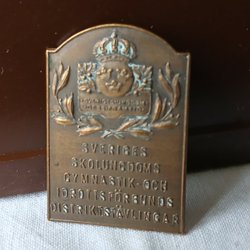 SVERIGES
SKOLUNGDOMS
GYMNASTIK- OCH
IDROTTSFÖRBUNDS
DISTRIKTSTÄVLINGAR